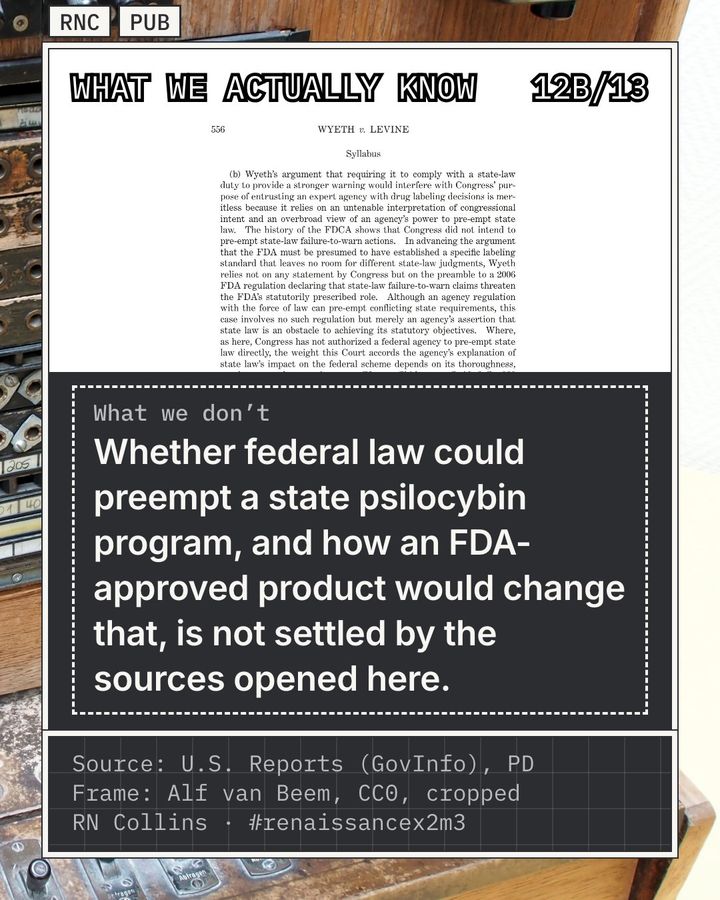 RNC PUB
WHAT WE ACTUALLY KNOW 12B/13
556 WYETH v. LEVINE
Syllabus
(b) Wyeth's argument that requiring it to comply with a state-law
duty to provide a stronger warning would interfere with Congress' pur-
pose of entrusting an expert agency with drug labeling decisions is mer-
itless because it relies on an untenable interpretation of congressional
intent and an overbroad view of an agency's power to pre-empt state
law. The history of the FDCA shows that Congress did not intend to
pre-empt state-law failure-to-warn actions. In advancing the argument
that the FDA must be presumed to have established a specific labeling
standard that leaves no room for different state-law judgments, Wyeth
relies not on any statement by Congress but on the preamble to a 2006
FDA regulation declaring that state-law failure-to-warn claims threaten
the FDA's statutorily prescribed role. Although an agency regulation
with the force of law can pre-empt conflicting state requirements, this
case involves no such regulation but merely an agency's assertion that
state law is an obstacle to achieving its statutory objectives. Where,
as here, Congress has not authorized a federal agency to pre-empt state
law directly, the weight this Court accords the agency's explanation of
state law's impact on the federal scheme depends on its thoroughness,
What we don't
Whether federal law could
preempt a state psilocybin
program, and how an FDA-
approved product would change
that, is not settled by the
sources opened here.
Source: U.S. Reports (GovInfo), PD
Frame: Alf van Beem, CC0, cropped
RN Collins · #renaissancex2m3
205